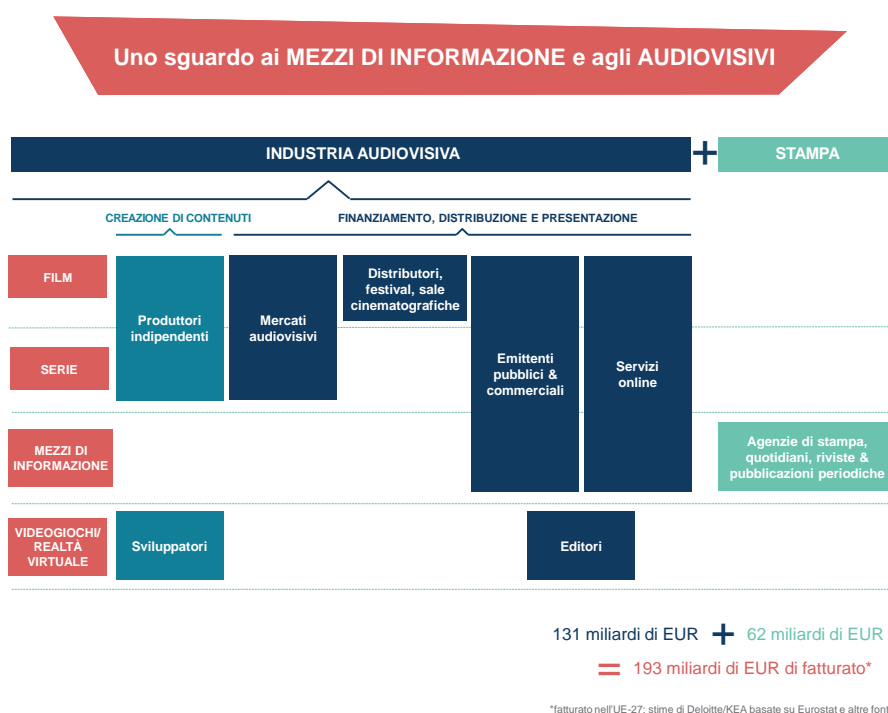 Uno sguardo ai MEZZI DI INFORMAZIONE e agli AUDIOVISIVI
INDUSTRIA AUDIOVISIVA
+
STAMPA
CREAZIONE DI CONTENUTI
FINANZIAMENTO, DISTRIBUZIONE E PRESENTAZIONE
FILM
Produttori
indipendenti
Mercati
audiovisivi
Distributori,
festival, sale
cinematografiche
Emittenti
pubblici &
commerciali
Servizi
online
SERIE
MEZZI DI
INFORMAZIONE
Agenzie di stampa,
quotidiani, riviste &
pubblicazioni periodiche
VIDEOGIOCHI/
REALTÀ
VIRTUALE
Sviluppatori
Editori
131 miliardi di EUR + 62 miliardi di EUR
= 193 miliardi di EUR di fatturato*
*fatturato nell'UE-27: stime di Deloitte/KEA basate su Eurostat e altre font